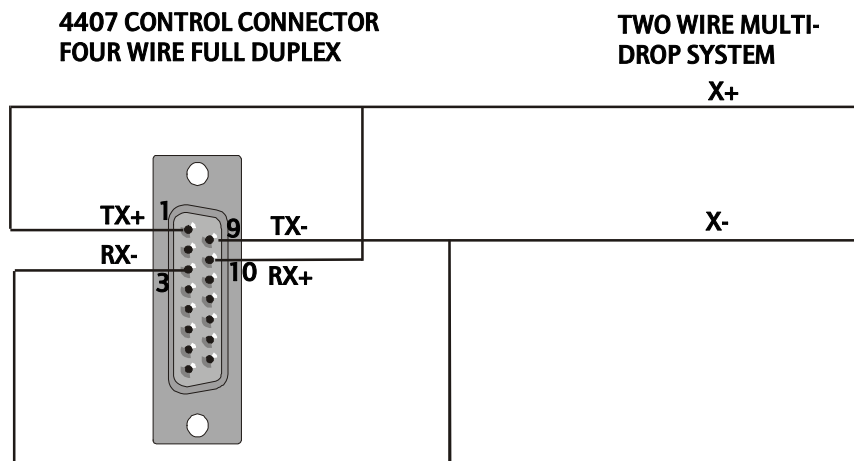 4407 CONTROL CONNECTOR
FOUR WIRE FULL DUPLEX
TWO WIRE MULTI-
DROP SYSTEM
X+
1
TX+
9
TX-
X-
RX-
10
RX+
3